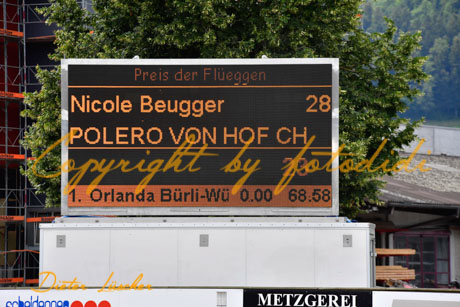 Preis der Flüeggen
Nicole Beugger 28
POLERO VON HOF CH
Copyright by fotodidi
1. Orlanda Bürli-Wü 0.00 68.58
Dieter Lüscher
METZGEREI